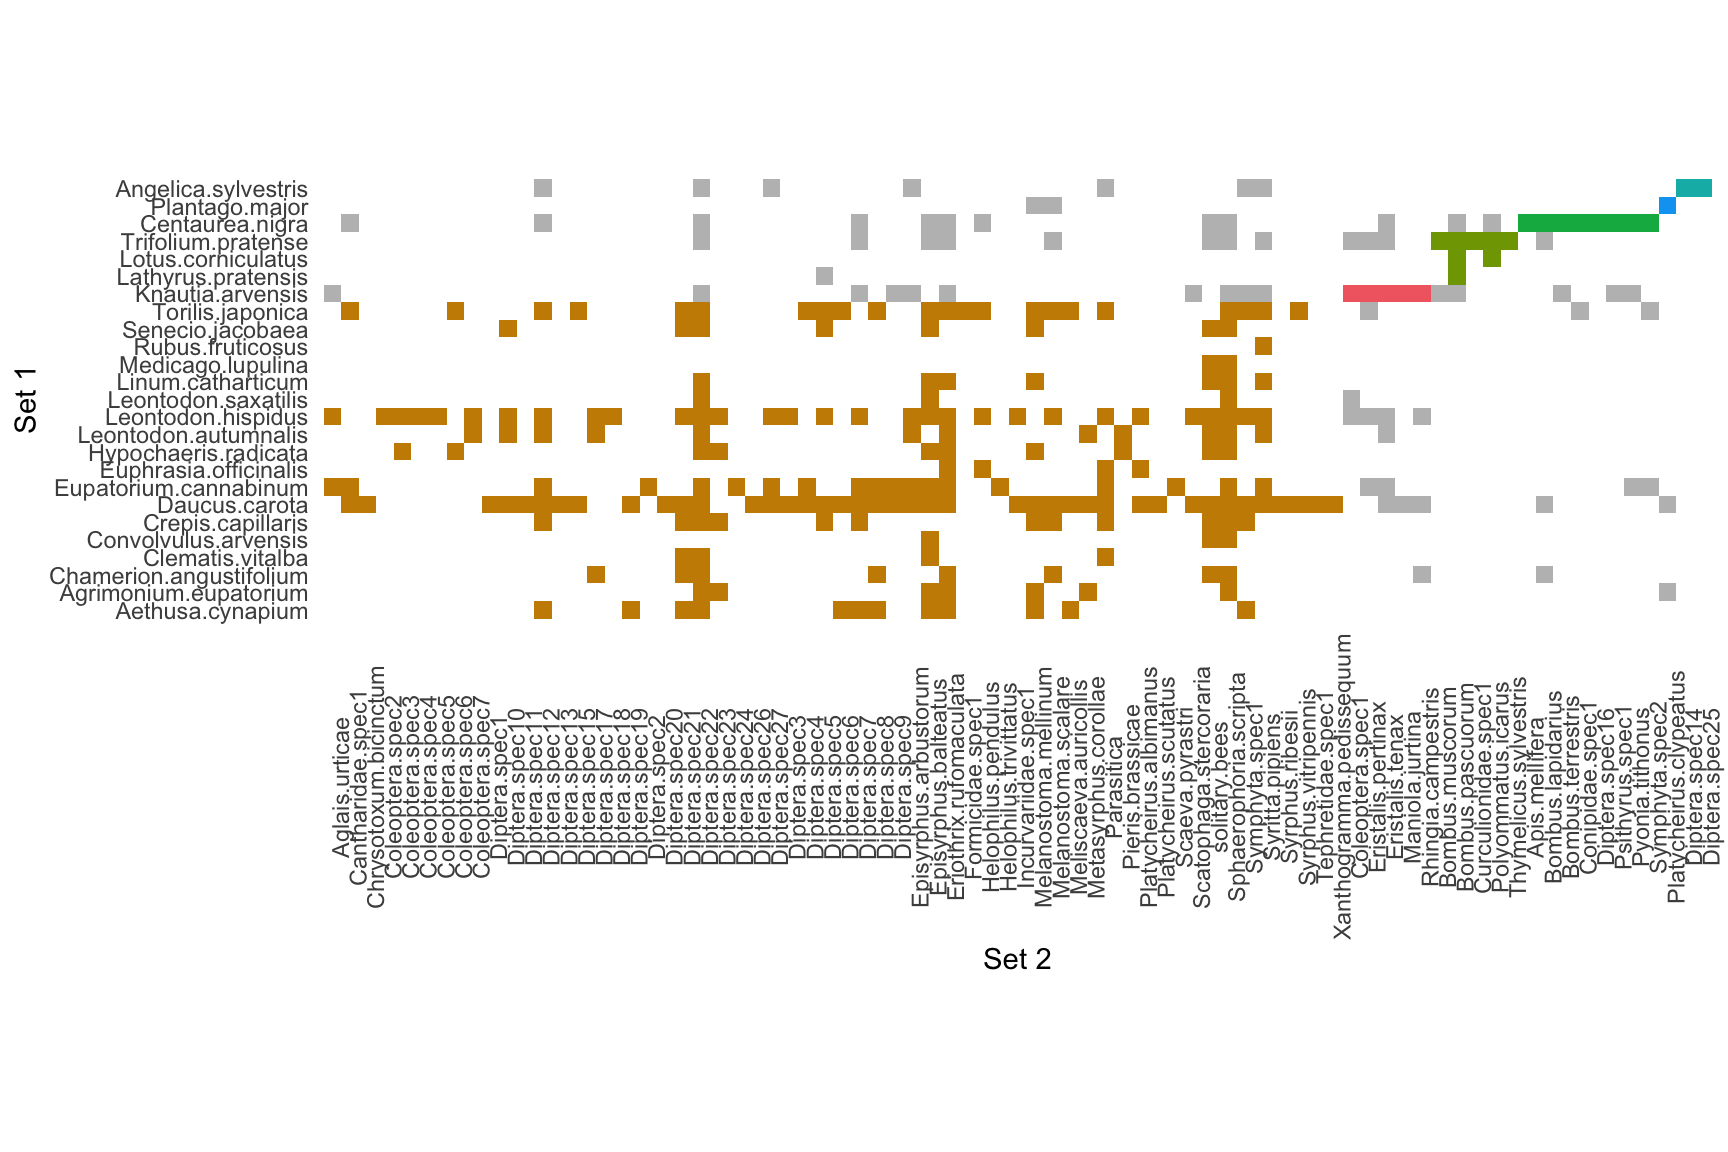 Angelica.sylvestris
Plantago.major
Centaurea.nigra
Trifolium.pratense
Lotus.corniculatus
Lathyrus.pratensis
Knautia.arvensis
Torilis.japonica
Senecio.jacobaea
Rubus.fruticosus
Medicago.lupulina
Linum.catharticum
Leontodon.saxatilis
Leontodon.hispidus
Leontodon.autumnalis
Hypochaeris.radicata
Euphrasia.officinalis
Eupatorium.cannabinum
Daucus.carota
Crepis.capillaris
Convolvulus.arvensis
Clematis.vitalba
Chamerion.angustifolium
Agrimonium.eupatorium
Aethusa.cynapium
Set 1
Aglais.urticae
Cantharidae.spec1
Chrysotoxum.bicinctum
Coleoptera.spec2
Coleoptera.spec3
Coleoptera.spec4
Coleoptera.spec5
Coleoptera.spec6
Coleoptera.spec7
Diptera.spec1
Diptera.spec10
Diptera.spec11
Diptera.spec12
Diptera.spec13
Diptera.spec15
Diptera.spec17
Diptera.spec18
Diptera.spec19
Diptera.spec2
Diptera.spec20
Diptera.spec21
Diptera.spec22
Diptera.spec23
Diptera.spec24
Diptera.spec26
Diptera.spec27
Diptera.spec3
Diptera.spec4
Diptera.spec5
Diptera.spec6
Diptera.spec7
Diptera.spec8
Diptera.spec9
Episyrphus.arbustorum
Episyrphus.balteatus
Eriothrix.rufomaculata
Formicidae.spec1
Helophilus.pendulus
Helophilus.trivittatus
Incurvariidae.spec1
Melanostoma.mellinum
Melanostoma.scalare
Meliscaeva.auricollis
Metasyrphus.corollae
Parasitica
Pieris.brassicae
Platycheirus.albimanus
Platycheirus.scutatus
Scaeva.pyrastri
Scatophaga.stercoraria
solitary.bees
Sphaerophoria.scripta
Symphyta.spec1
Syritta.pipiens
Syrphus.ribesii
Syrphus.vitripennis
Tephretidae.spec1
Xanthogramma.pedissequum
Coleoptera.spec1
Eristalis.pertinax
Eristalis.tenax
Maniola.jurtina
Rhingia.campestris
Bombus.muscorum
Bombus.pascuorum
Curculionidae.spec1
Polyommatus.icarus
Thymelicus.sylvestris
Apis.mellifera
Bombus.lapidarius
Bombus.terrestris
Conipidae.spec1
Diptera.spec16
Psithyrus.spec1
Pyonia.tithonus
Symphyta.spec2
Platycherus.clypeatus
Diptera.spec14
Diptera.spec25
Set 2